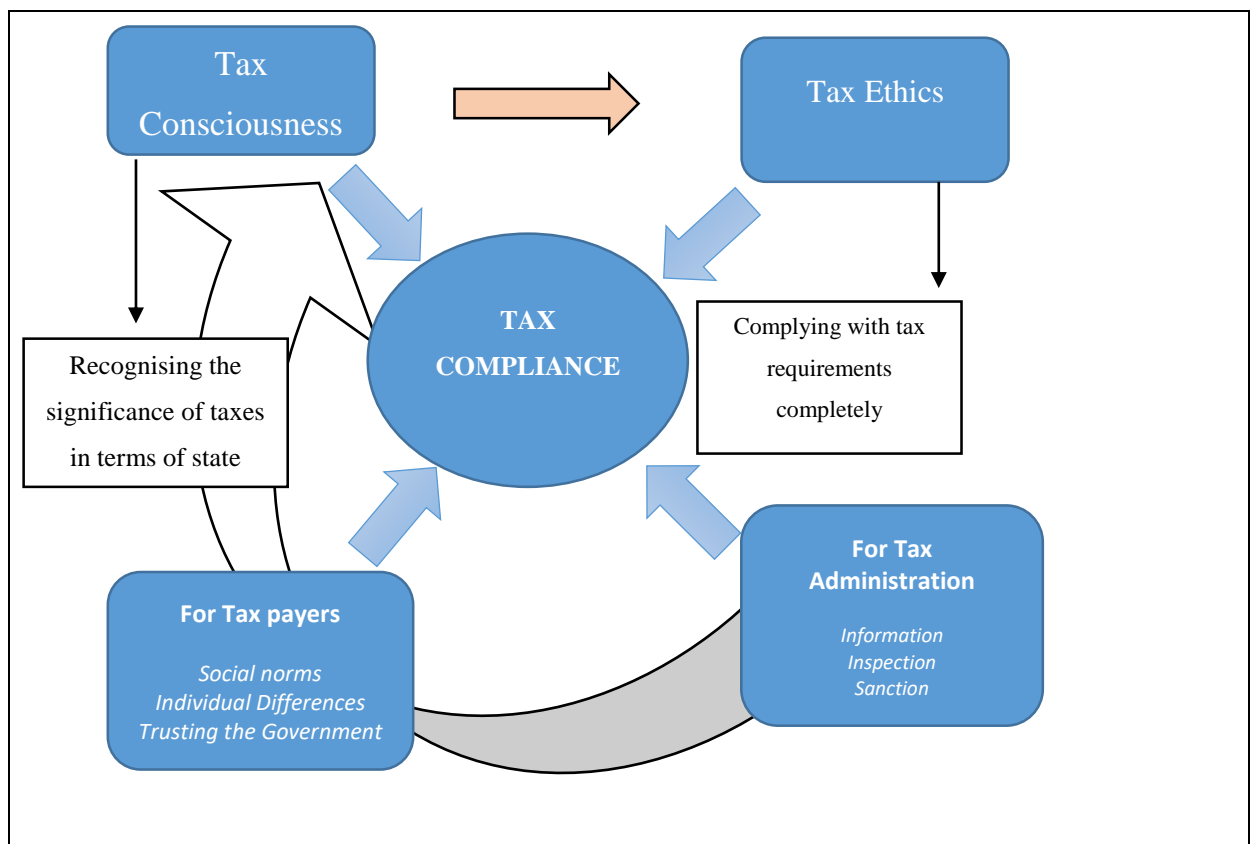 Tax
Consciousness
Tax Ethics
TAX
COMPLIANCE
Recognising the
significance of taxes
in terms of state
Complying with tax
requirements
completely
For Tax payers
Social norms
Individual Differences
Trusting the Government
For Tax
Administration
Information
Inspection
Sanction